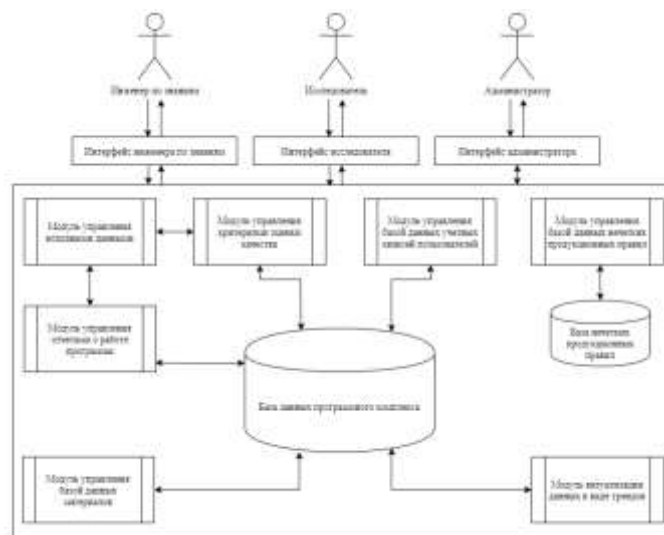 Инженер по знаниям
Исследователь
Администратор
Интерфейс инженера по знаниям
Интерфейс исследователя
Интерфейс администратора
Модуль управления
исходными данными
Модуль управления
критериями оценки
качества
Модуль управления
базой данных учетных
записей пользователей
Модуль управления
базой данных нечетких
продукционных правил
Модуль управления
отчетами о работе
программы
База нечетких
продукционных
правил
База данных программного комплекса
Модуль управления
базой данных
материалов
Модуль визуализации
данных в виде трендов